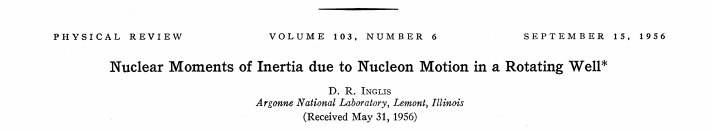 PHYSICAL REVIEW VOLUME 103, NUMBER 6 SEPTEMBER 15, 1956
Nuclear Moments of Inertia due to Nucleon Motion in a Rotating Well*
D. R. Inglis
Argonne National Laboratory, Lemont, Illinois
(Received May 31, 1956)